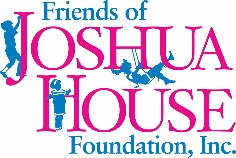 Friends of
JOSHUA
HOUSE
Foundation, Inc.